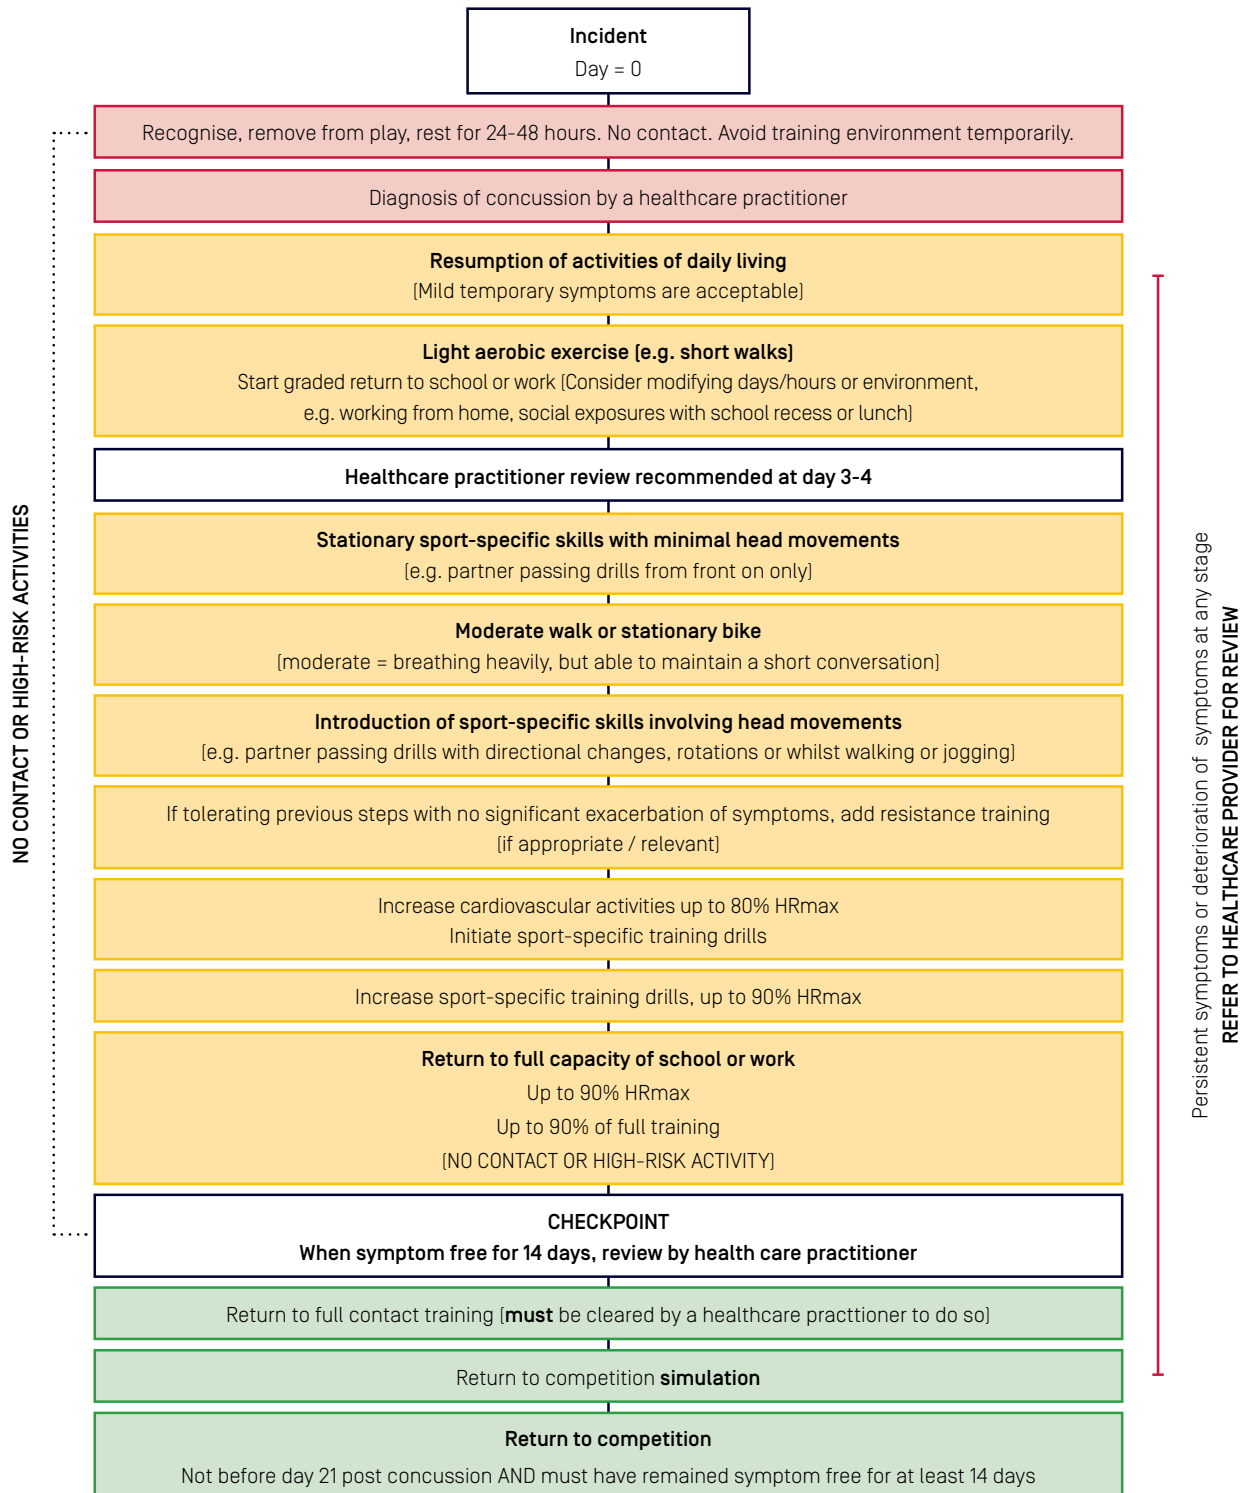 Incident
Day = 0
Recognise, remove from play, rest for 24-48 hours. No contact. Avoid training environment temporarily.
Diagnosis of concussion by a healthcare practitioner
Resumption of activities of daily living
(Mild temporary symptoms are acceptable)
Light aerobic exercise (e.g. short walks)
Start graded return to school or work (Consider modifying days/hours or environment,
e.g. working from home, social exposures with school recess or lunch)
Healthcare practitioner review recommended at day 3-4
Stationary sport-specific skills with minimal head movements
(e.g. partner passing drills from front on only)
Moderate walk or stationary bike
(moderate = breathing heavily, but able to maintain a short conversation)
Introduction of sport-specific skills involving head movements
(e.g. partner passing drills with directional changes, rotations or whilst walking or jogging)
If tolerating previous steps with no significant exacerbation of symptoms, add resistance training
(if appropriate / relevant)
Increase cardiovascular activities up to 80% HRmax
Initiate sport-specific training drills
Increase sport-specific training drills, up to 90% HRmax
Return to full capacity of school or work
Up to 90% HRmax
Up to 90% of full training
(NO CONTACT OR HIGH-RISK ACTIVITY)
CHECKPOINT
When symptom free for 14 days, review by health care practitioner
Return to full contact training (must be cleared by a healthcare practtioner to do so)
Return to competition simulation
Return to competition
Not before day 21 post concussion AND must have remained symptom free for at least 14 days
NO CONTACT OR HIGH-RISK ACTIVITIES
Persistent symptoms or deterioration of symptoms at any stage
REFER TO HEALTHCARE PROVIDER FOR REVIEW